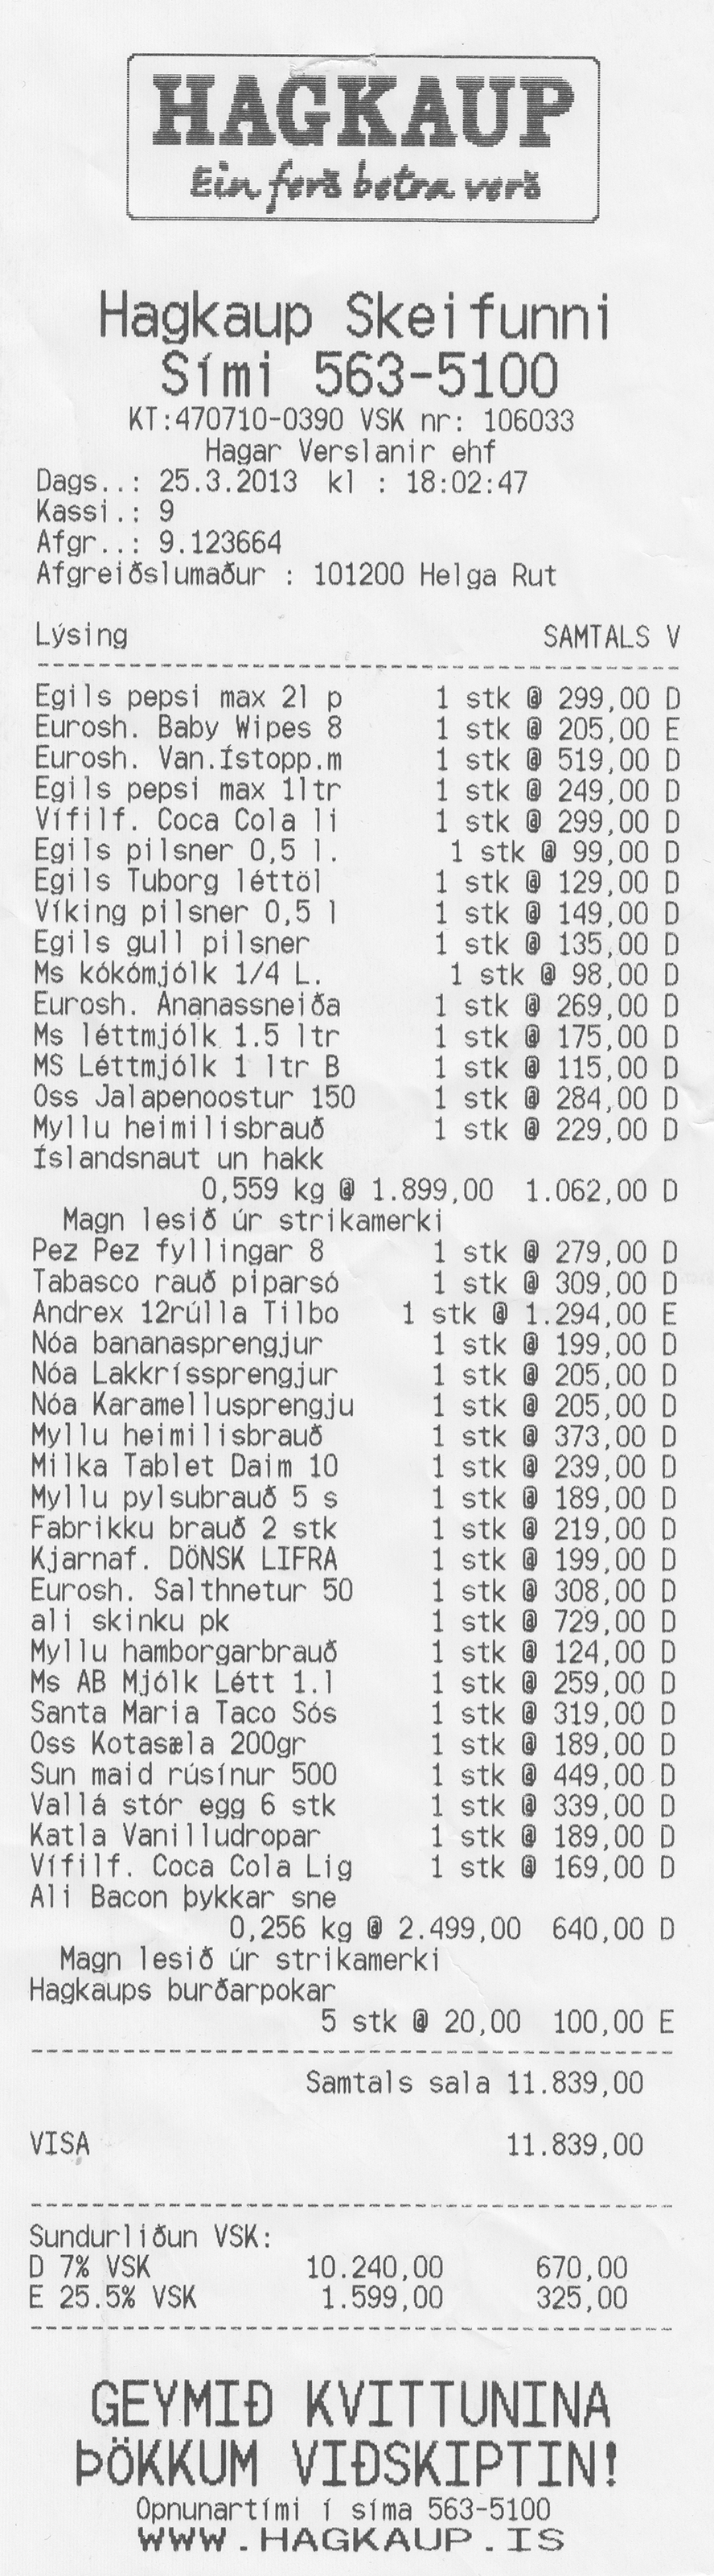 HAGKAUP
Ein ferð betra verð
Hagkaup Skeifunni
Sími 563-5100
KT:470710-0390 VSK nr: 106033
Hagar Verslanir ehf
Dags..: 25.3.2013 kl : 18:02:47
Kassi.: 9
Afgr..: 9.123664
Afgreiðslumaður : 101200 Helga Rut
Lýsing SAMTALS V
Egils pepsi max 2l p 1 stk @ 299,00 D
Eurosh. Baby Wipes 8 1 stk @ 205,00 E
Eurosh. Van.Ístopp.m 1 stk @ 519,00 D
Egils pepsi max 1ltr 1 stk @ 249,00 D
Vífilf. Coca Cola li 1 stk @ 299,00 D
Egils pilsner 0,5 l. 1 stk @ 99,00 D
Egils Tuborg léttöl 1 stk @ 129,00 D
Víking pilsner 0,5 l 1 stk @ 149,00 D
Egils gull pilsner 1 stk @ 135,00 D
Ms kókómjólk 1/4 L. 1 stk @ 98,00 D
Eurosh. Ananassneiða 1 stk @ 269,00 D
Ms léttmjólk 1.5 ltr 1 stk @ 175,00 D
MS Léttmjólk 1 ltr B 1 stk @ 115,00 D
Oss Jalapenoostur 150 1 stk @ 284,00 D
Myllu heimilisbrauð 1 stk @ 229,00 D
Íslandsnaut un hakk
0,559 kg @ 1.899,00 1.062,00 D
Magn lesið úr strikamerki
Pez Pez fyllingar 8 1 stk @ 279,00 D
Tabasco rauð piparsó 1 stk @ 309,00 D
Andrex 12rúlla Tilbo 1 stk @ 1.294,00 E
Nóa bananasprengjur 1 stk @ 199,00 D
Nóa Lakkríssprengjur 1 stk @ 205,00 D
Nóa Karamellusprengju 1 stk @ 205,00 D
Myllu heimilisbrauð 1 stk @ 373,00 D
Milka Tablet Daim 10 1 stk @ 239,00 D
Myllu pylsubrauð 5 s 1 stk @ 189,00 D
Fabrikku brauð 2 stk 1 stk @ 219,00 D
Kjarnaf. DÖNSK LIFRA 1 stk @ 199,00 D
Eurosh. Salthnetur 50 1 stk @ 308,00 D
ali skinku pk 1 stk @ 729,00 D
Myllu hamborgarbrauð 1 stk @ 124,00 D
Ms AB Mjólk Létt 1.l 1 stk @ 259,00 D
Santa Maria Taco Sós 1 stk @ 319,00 D
Oss Kotasæla 200gr 1 stk @ 189,00 D
Sun maid rúsínur 500 1 stk @ 449,00 D
Vallá stór egg 6 stk 1 stk @ 339,00 D
Katla Vanilludropar 1 stk @ 189,00 D
Vífilf. Coca Cola Lig 1 stk @ 169,00 D
Ali Bacon þykkar sne
0,256 kg @ 2.499,00 640,00 D
Magn lesið úr strikamerki
Hagkaups burðarpokar
5 stk @ 20,00 100,00 E
Samtals sala 11.839,00
VISA 11.839,00
Sundurliðun VSK:
D 7% VSK 10.240,00 670,00
E 25.5% VSK 1.599,00 325,00
GEYMIÐ KVITTUNINA
ÞÖKKUM VIÐSKIPTIN!
Opnunartími í síma 563-5100
WWW.HAGKAUP.IS